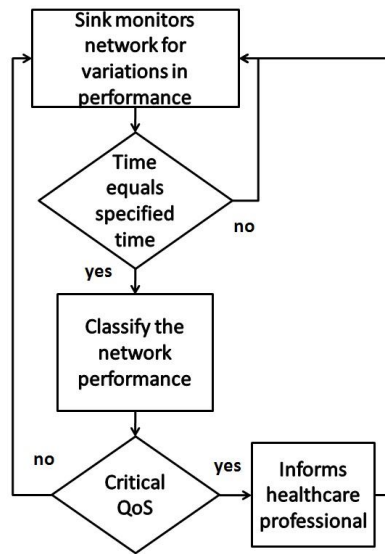 Sink monitors
network for
variations in
performance
Time
equals
specified
time
no
yes
Classify the
network
performance
no
Critical
QoS
yes
Informs
healthcare
professional